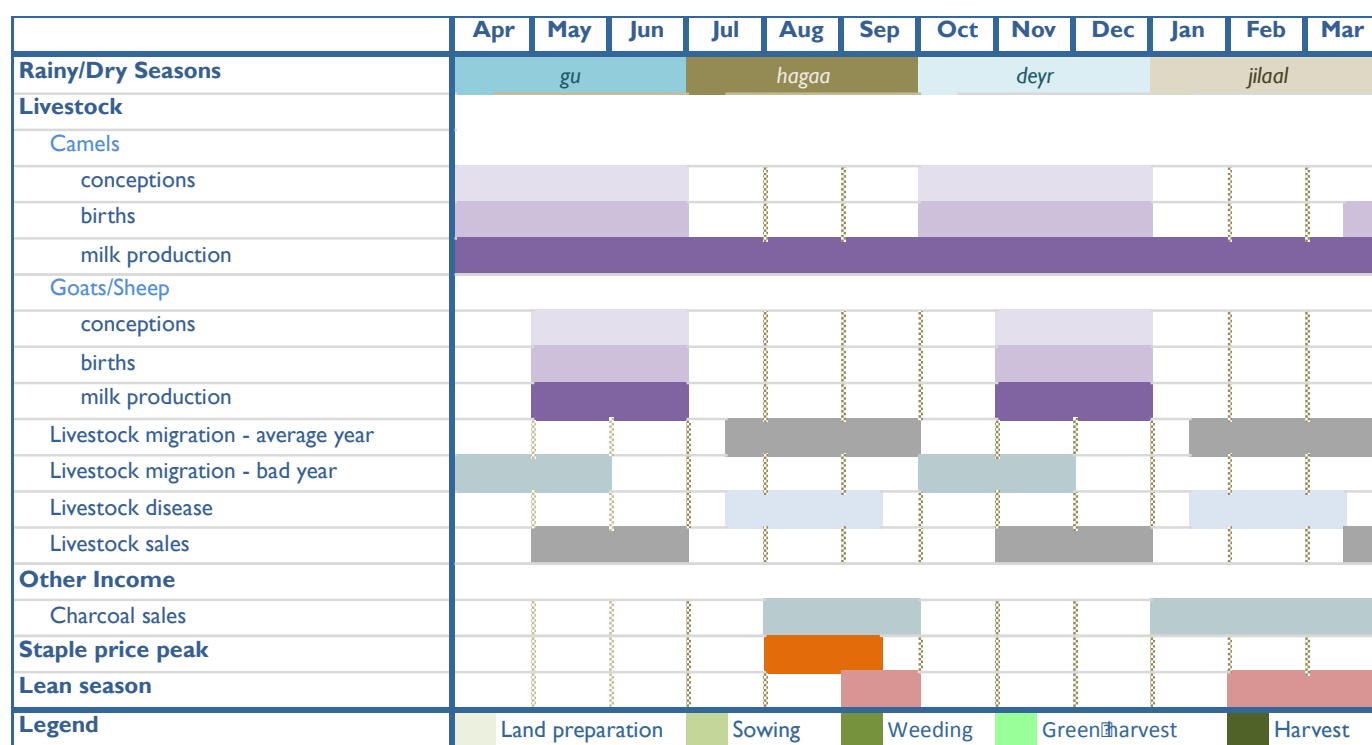 Apr May Jun Jul Aug Sep Oct Nov Dec Jan Feb Mar
Rainy/Dry Seasons gu hagaa deyr jilaal
Livestock
Camels
conceptions
births
milk production
Goats/Sheep
conceptions
births
milk production
Livestock migration - average year
Livestock migration - bad year
Livestock disease
Livestock sales
Other Income
Charcoal sales
Staple price peak
Lean season
Legend Land preparation Sowing Weeding Green harvest Harvest